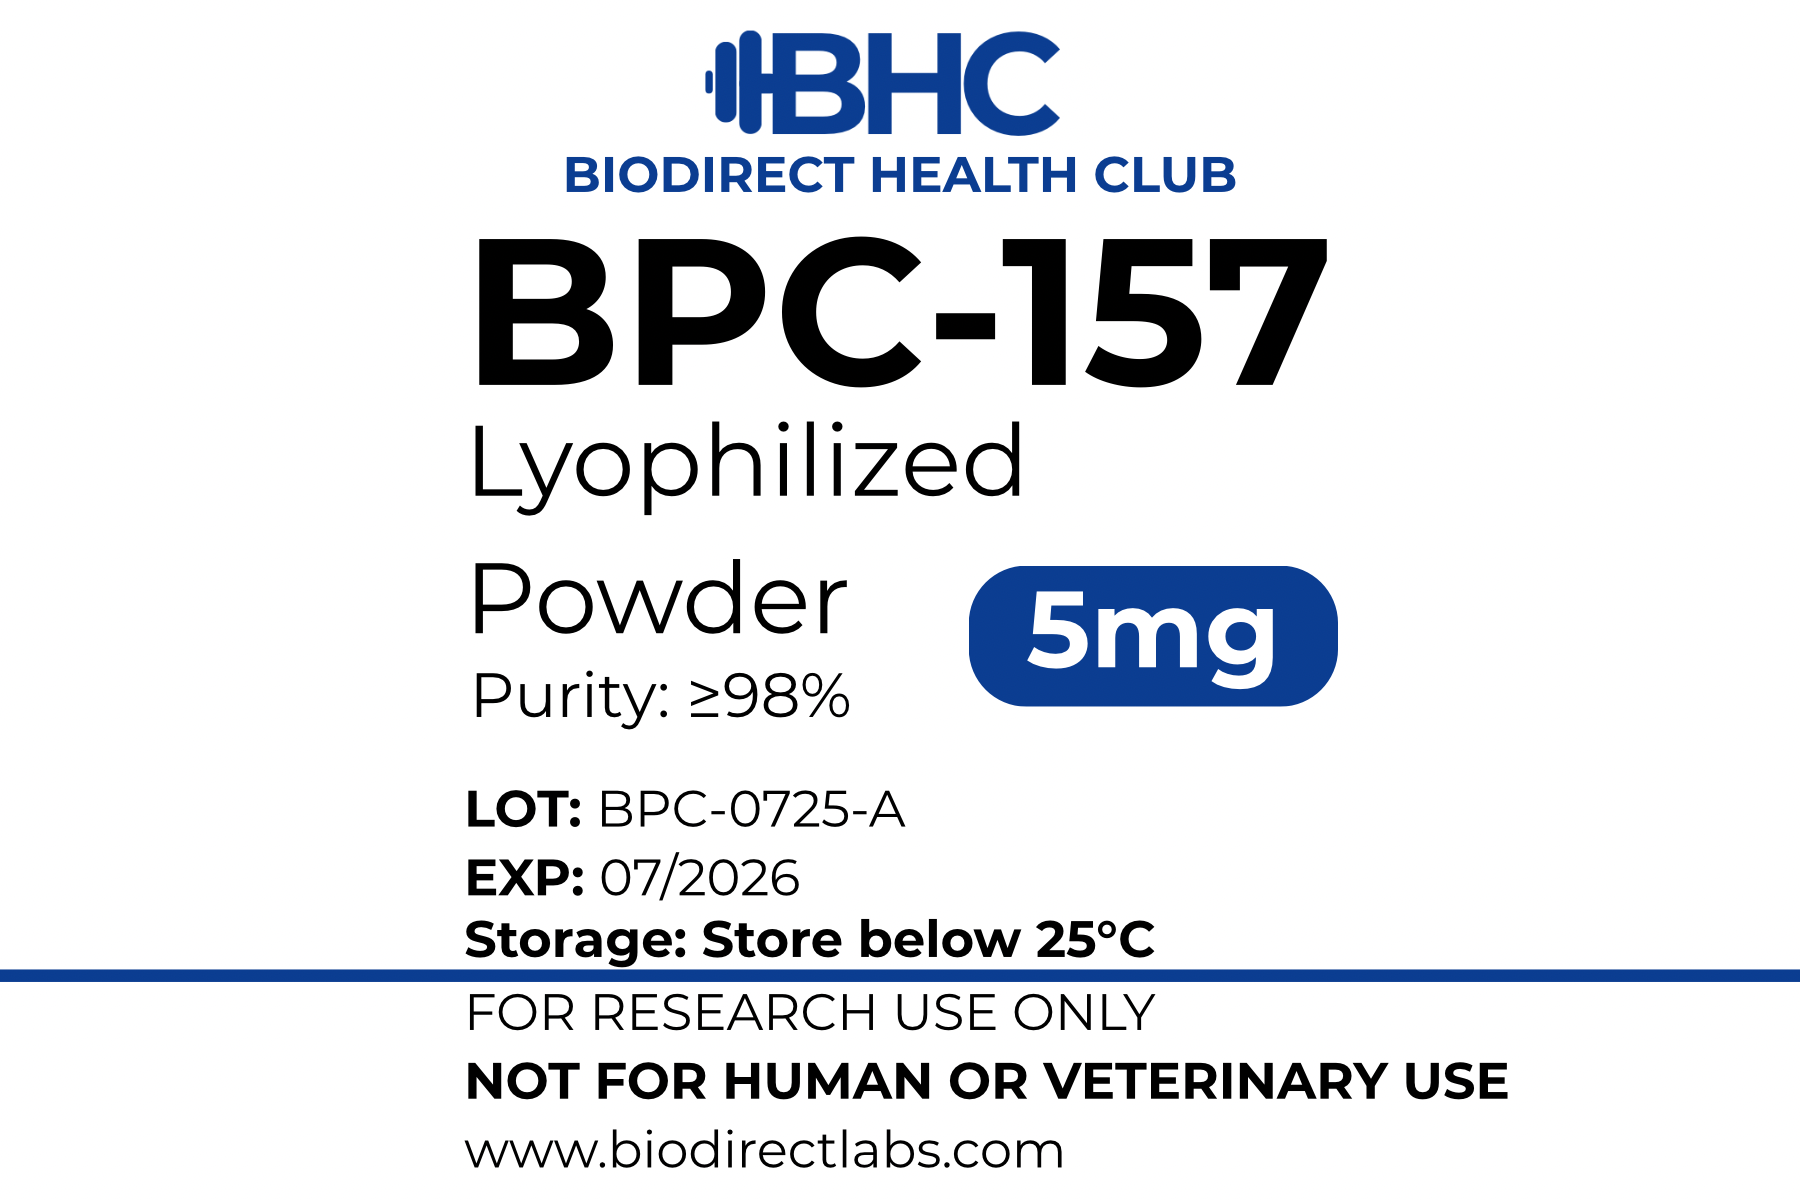 BHC
BIODIRECT HEALTH CLUB
BPC-157
Lyophilized
Powder
5mg
Purity: ≥98%
LOT: BPC-0725-A
EXP: 07/2026
Storage: Store below 25°C
FOR RESEARCH USE ONLY
NOT FOR HUMAN OR VETERINARY USE
www.biodirectlabs.com